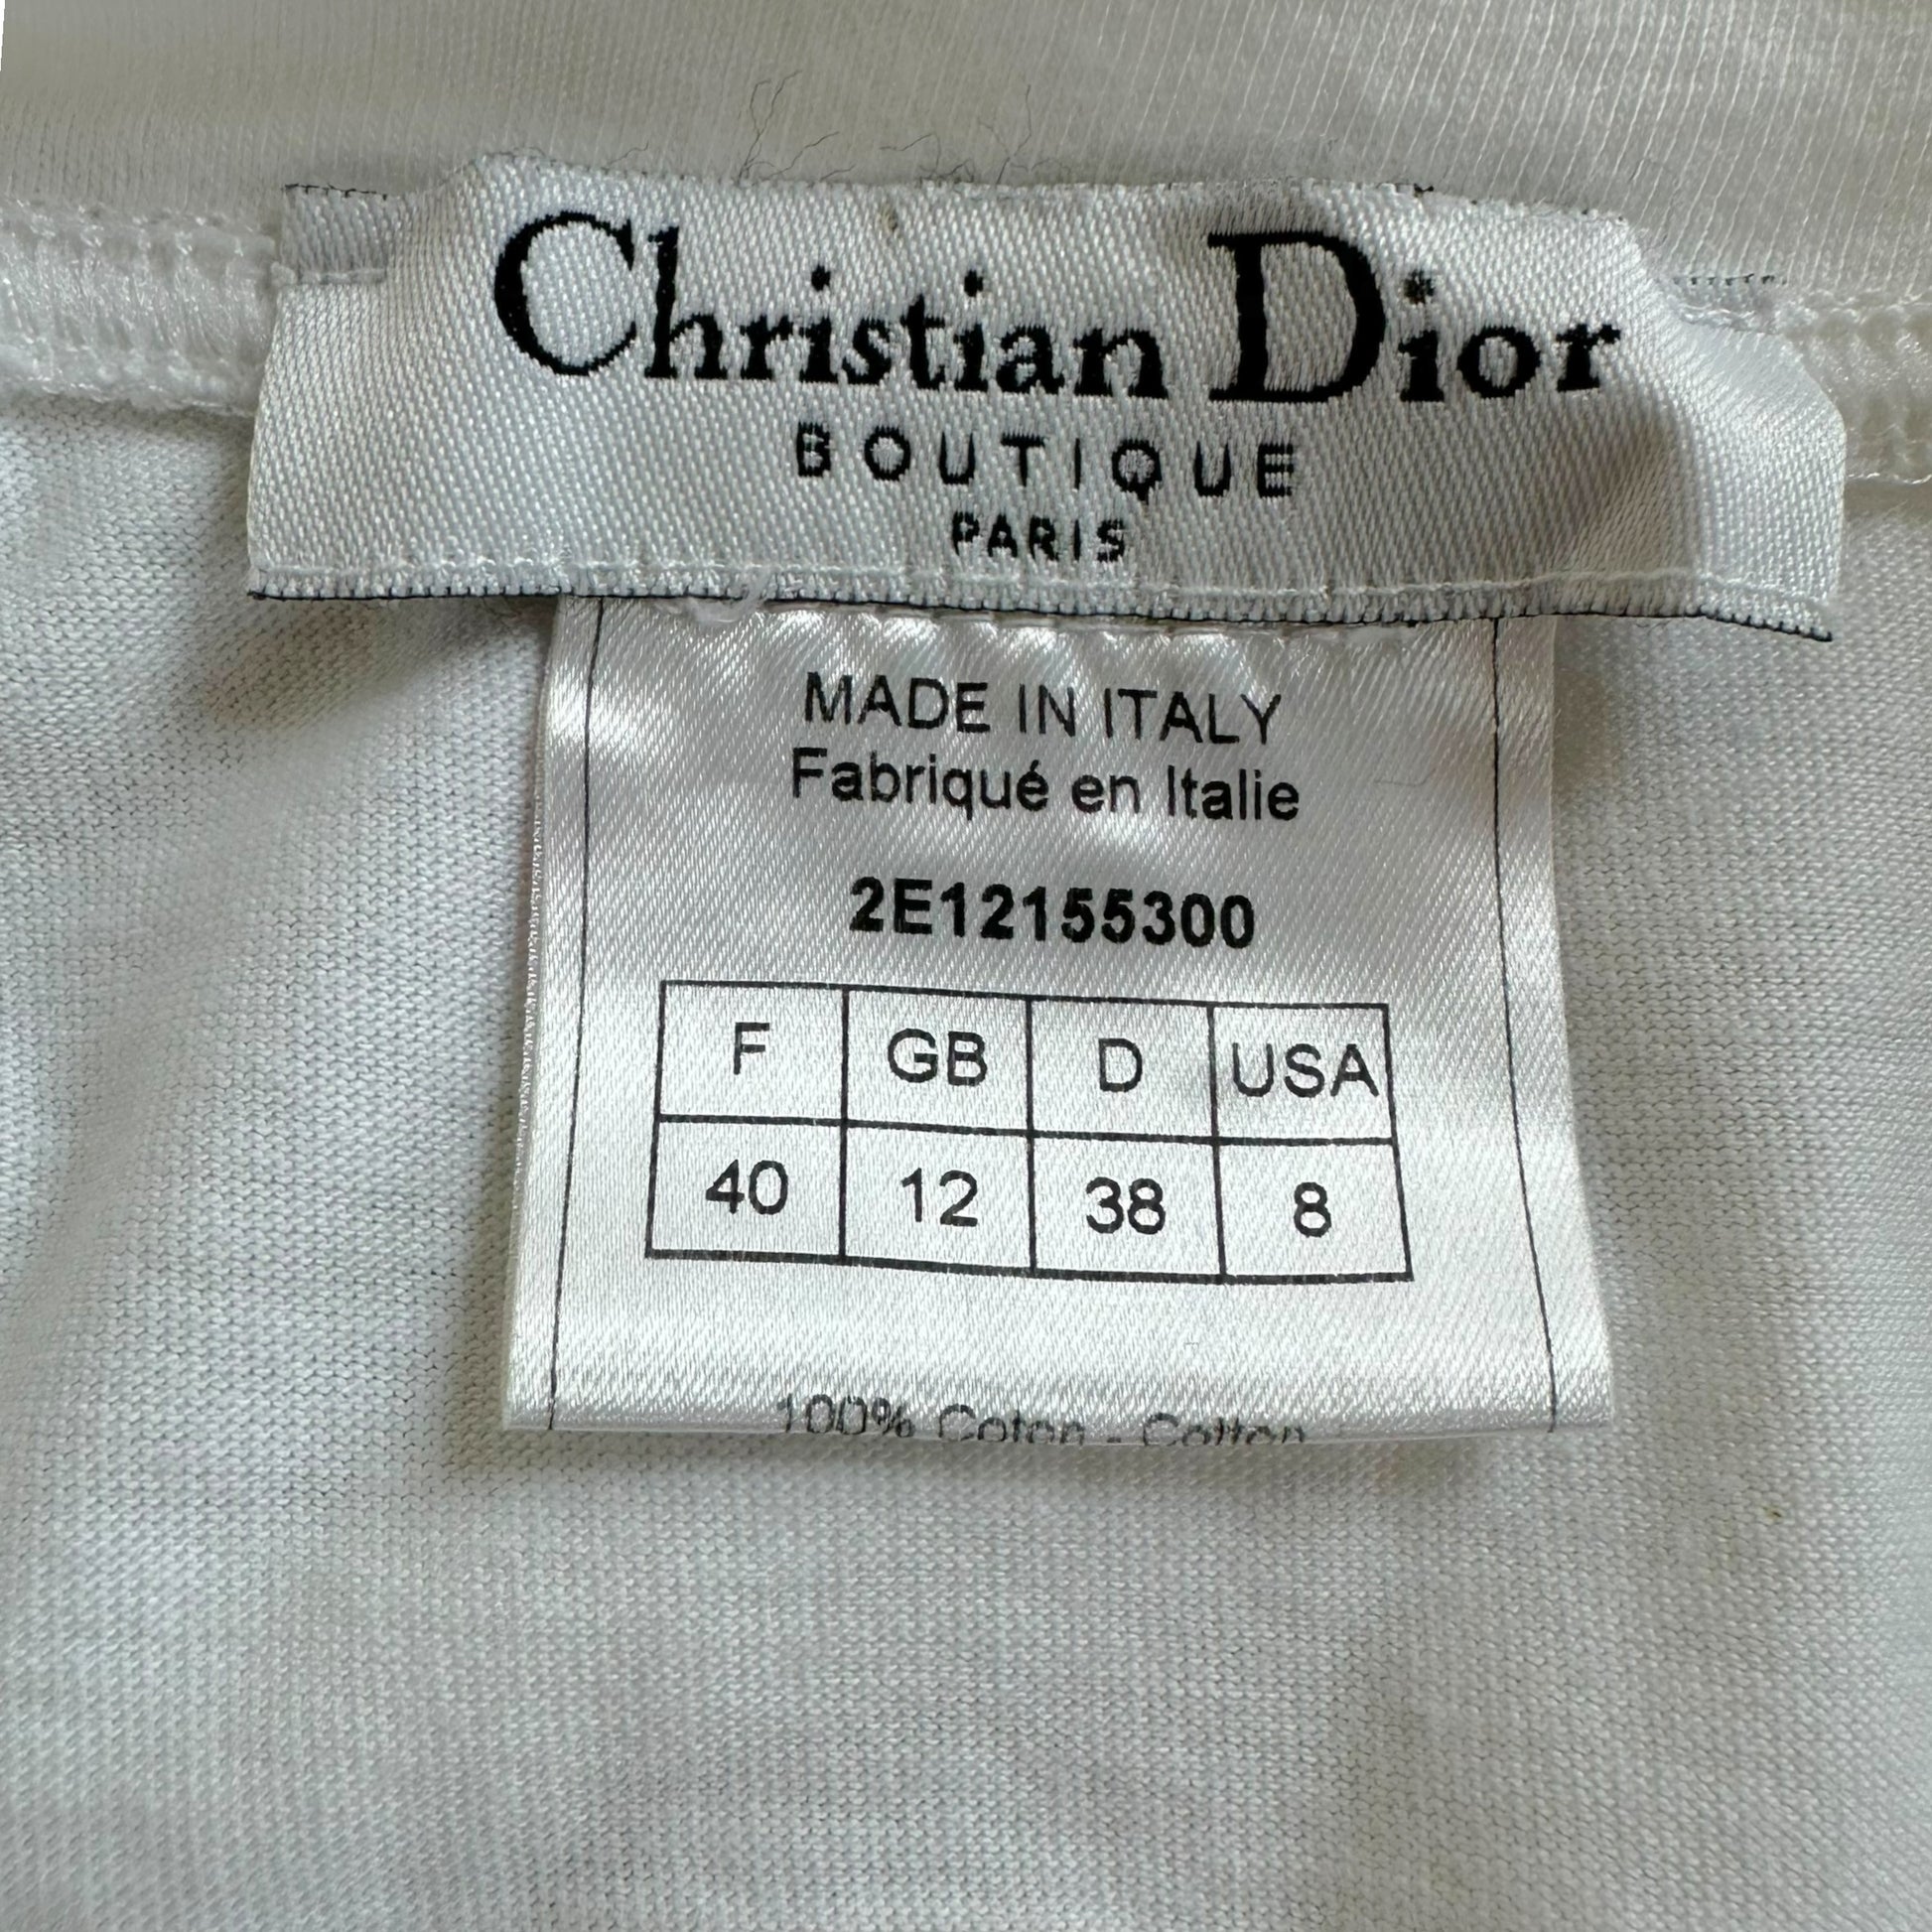 Christian Dior
BOUTIQUE
PARIS
MADE IN ITALY
Fabriqué en Italie
2E12155300
F GB D USA
40 12 38 8
100% Coton - Cotton